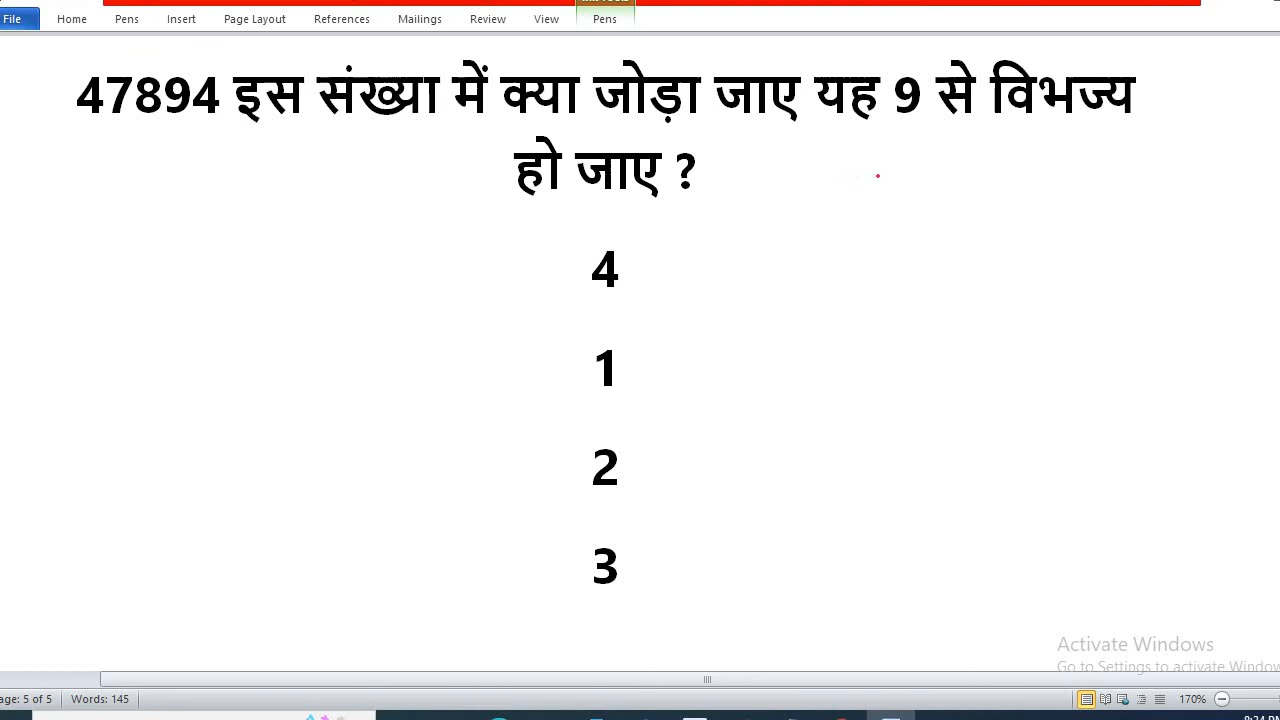 File Home Pens Insert Page Layout References Mailings Review View Pens
47894 इस संख्या में क्या जोड़ा जाए यह 9 से विभज्य
हो जाए ?
4
1
2
3
Activate Windows
Go to Settings to activate Window
age: 5 of 5 Words: 145 170%